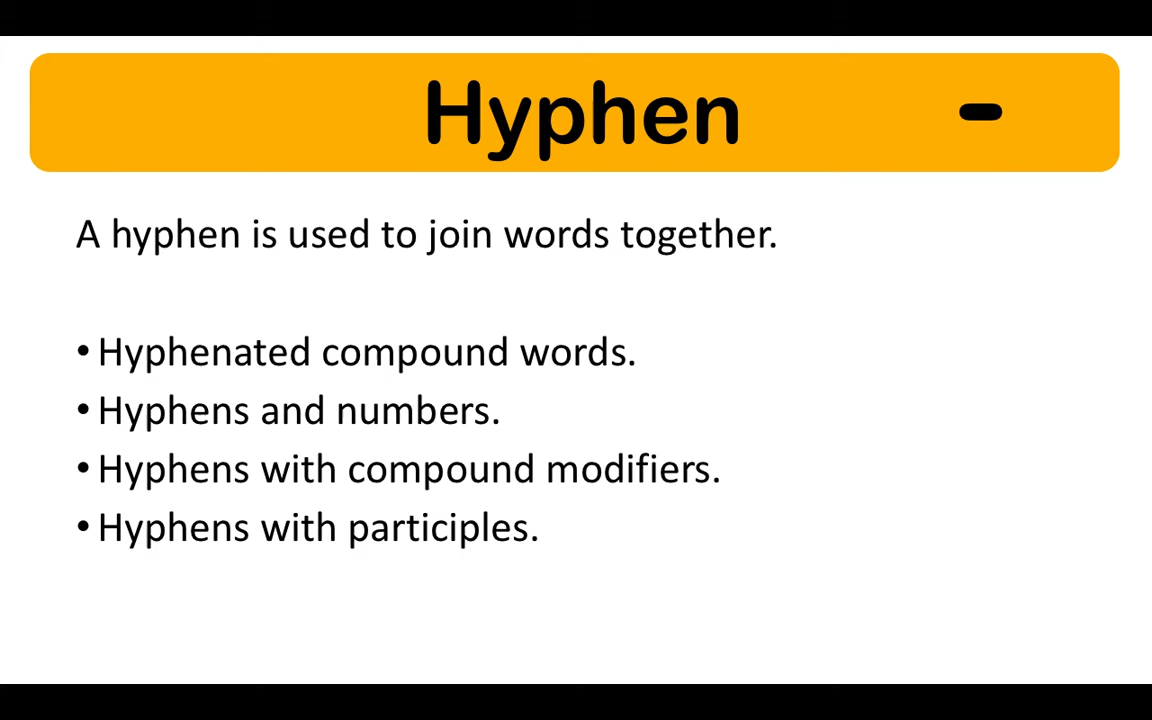 Hyphen -
A hyphen is used to join words together.
• Hyphenated compound words.
• Hyphens and numbers.
• Hyphens with compound modifiers.
• Hyphens with participles.